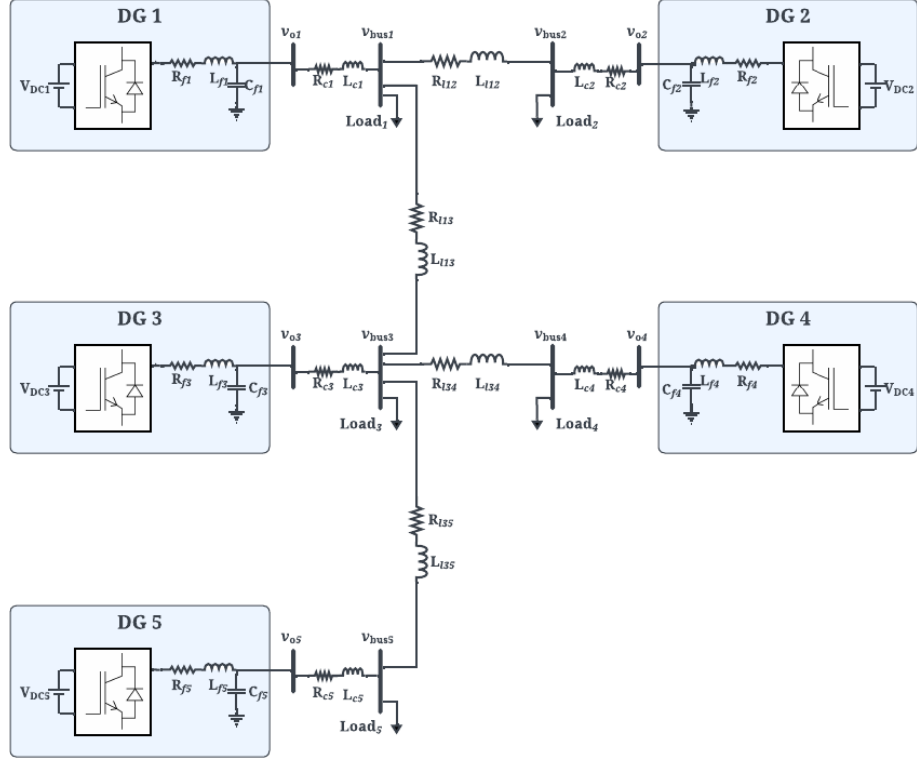 DG 1
V_DC1
R_f1
L_f1
C_f1
v_o1
R_c1
L_c1
v_bus1
Load_1
R_l12
L_l12
v_bus2
Load_2
L_c2
R_c2
v_o2
DG 2
C_f2
L_f2
R_f2
V_DC2
R_l13
L_l13
DG 3
V_DC3
R_f3
L_f3
C_f3
v_o3
R_c3
L_c3
v_bus3
Load_3
R_l34
L_l34
v_bus4
Load_4
L_c4
R_c4
v_o4
DG 4
C_f4
L_f4
R_f4
V_DC4
R_l35
L_l35
DG 5
V_DC5
R_f5
L_f5
C_f5
v_o5
R_c5
L_c5
v_bus5
Load_5